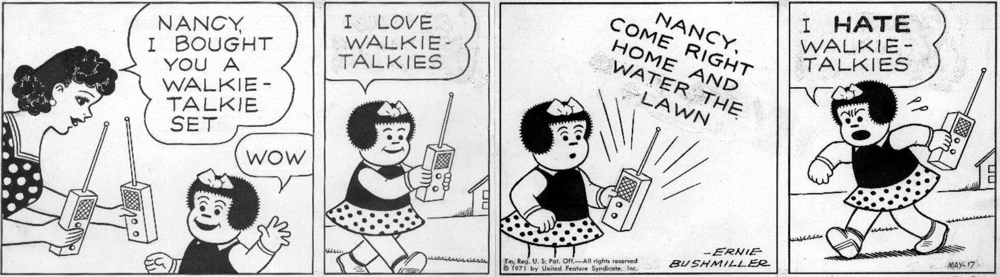 NANCY,
I BOUGHT
YOU A
WALKIE-
TALKIE
SET
WOW
I LOVE
WALKIE-
TALKIES
NANCY,
COME RIGHT
HOME AND
WATER THE
LAWN
Tm. Reg. U. S. Pat. Off.—All rights reserved
© 1971 by United Feature Syndicate, Inc.
-ERNIE
BUSHMILLER
I HATE
WALKIE-
TALKIES
MAY-17